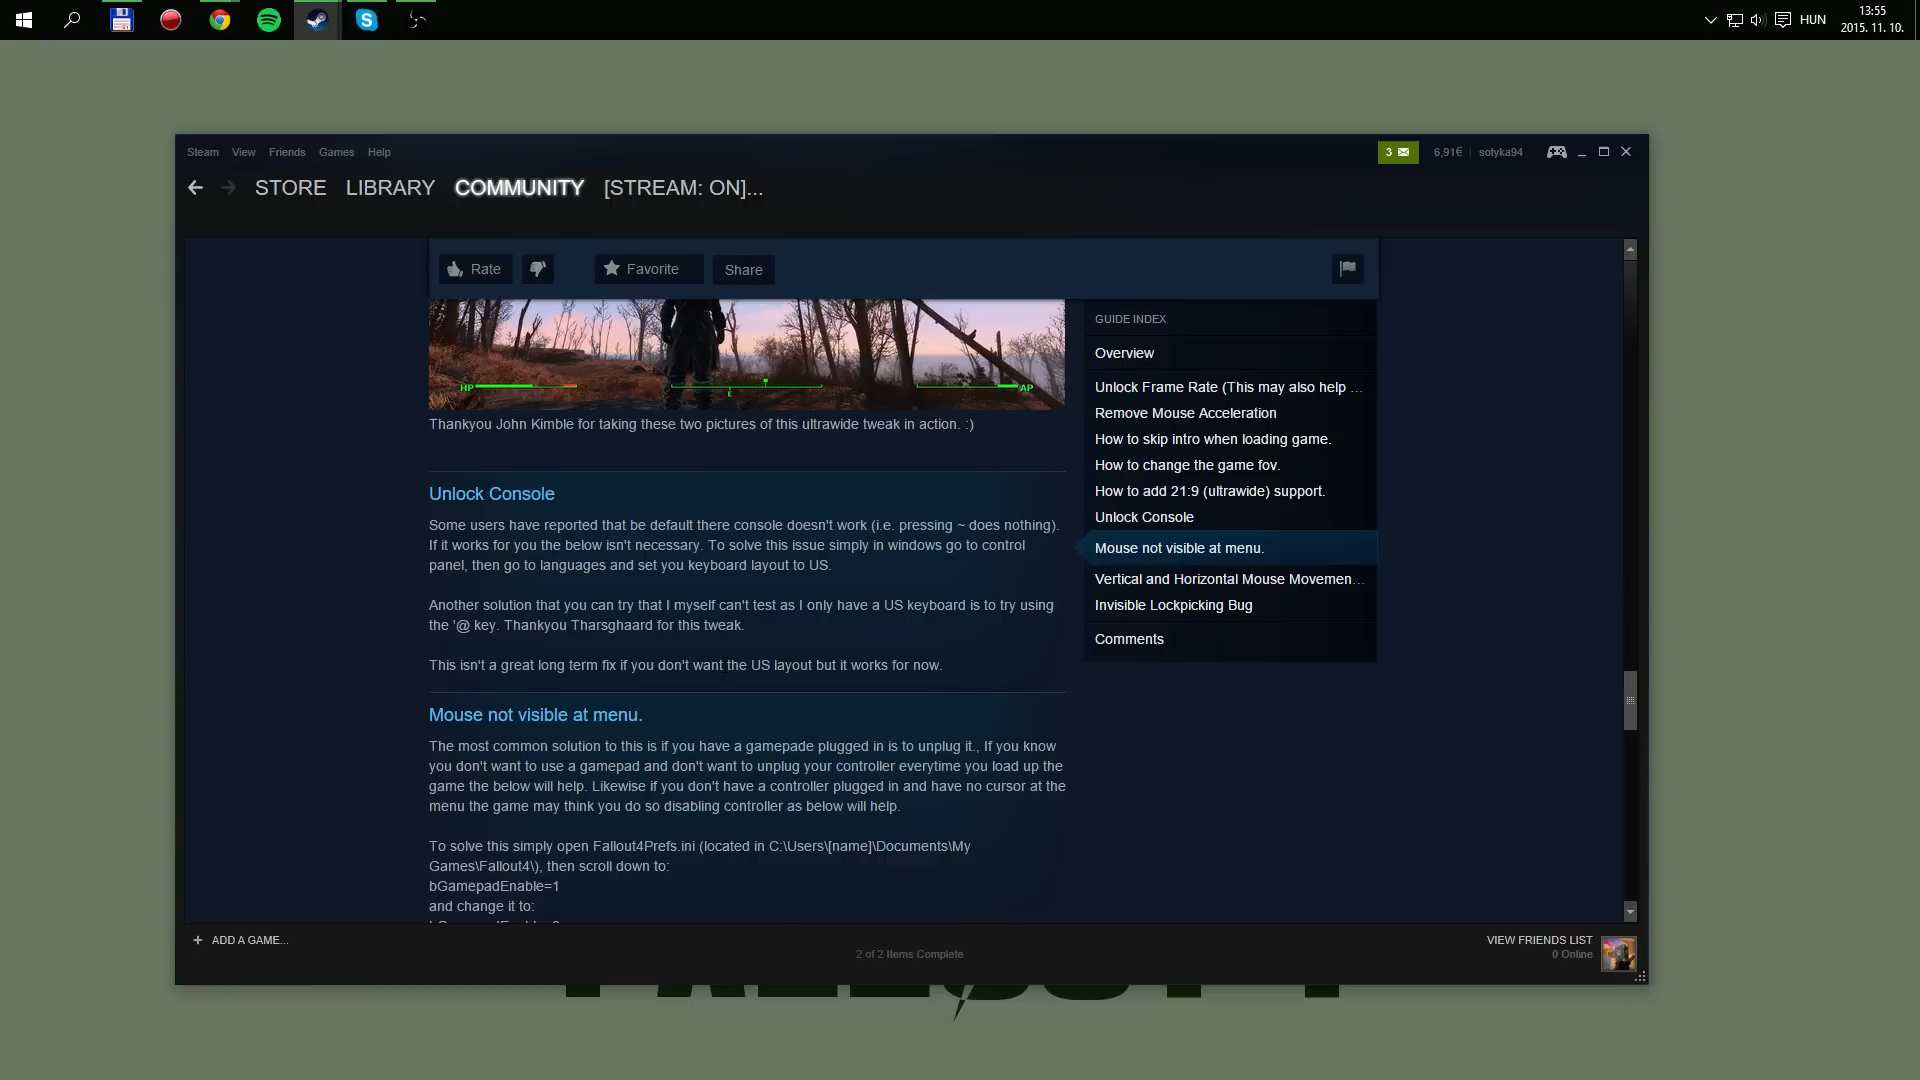 S
HUN
13:55
2015. 11. 10.
Steam View Friends Games Help
3
6,91€ | sotyka94
STORE LIBRARY COMMUNITY [STREAM: ON]...
Rate
Favorite
Share
HP
E
AP
Thankyou John Kimble for taking these two pictures of this ultrawide tweak in action. :)
Unlock Console
Some users have reported that be default there console doesn't work (i.e. pressing ~ does nothing).
If it works for you the below isn't necessary. To solve this issue simply in windows go to control
panel, then go to languages and set you keyboard layout to US.
Another solution that you can try that I myself can't test as I only have a US keyboard is to try using
the '@ key. Thankyou Tharsghaard for this tweak.
This isn't a great long term fix if you don't want the US layout but it works for now.
Mouse not visible at menu.
The most common solution to this is if you have a gamepade plugged in is to unplug it., If you know
you don't want to use a gamepad and don't want to unplug your controller everytime you load up the
game the below will help. Likewise if you don't have a controller plugged in and have no cursor at the
menu the game may think you do so disabling controller as below will help.
To solve this simply open Fallout4Prefs.ini (located in C:\Users\[name]\Documents\My
Games\Fallout4\), then scroll down to:
bGamepadEnable=1
and change it to:
GUIDE INDEX
Overview
Unlock Frame Rate (This may also help ...
Remove Mouse Acceleration
How to skip intro when loading game.
How to change the game fov.
How to add 21:9 (ultrawide) support.
Unlock Console
Mouse not visible at menu.
Vertical and Horizontal Mouse Movemen...
Invisible Lockpicking Bug
Comments
+ ADD A GAME...
2 of 2 Items Complete
VIEW FRIENDS LIST
0 Online